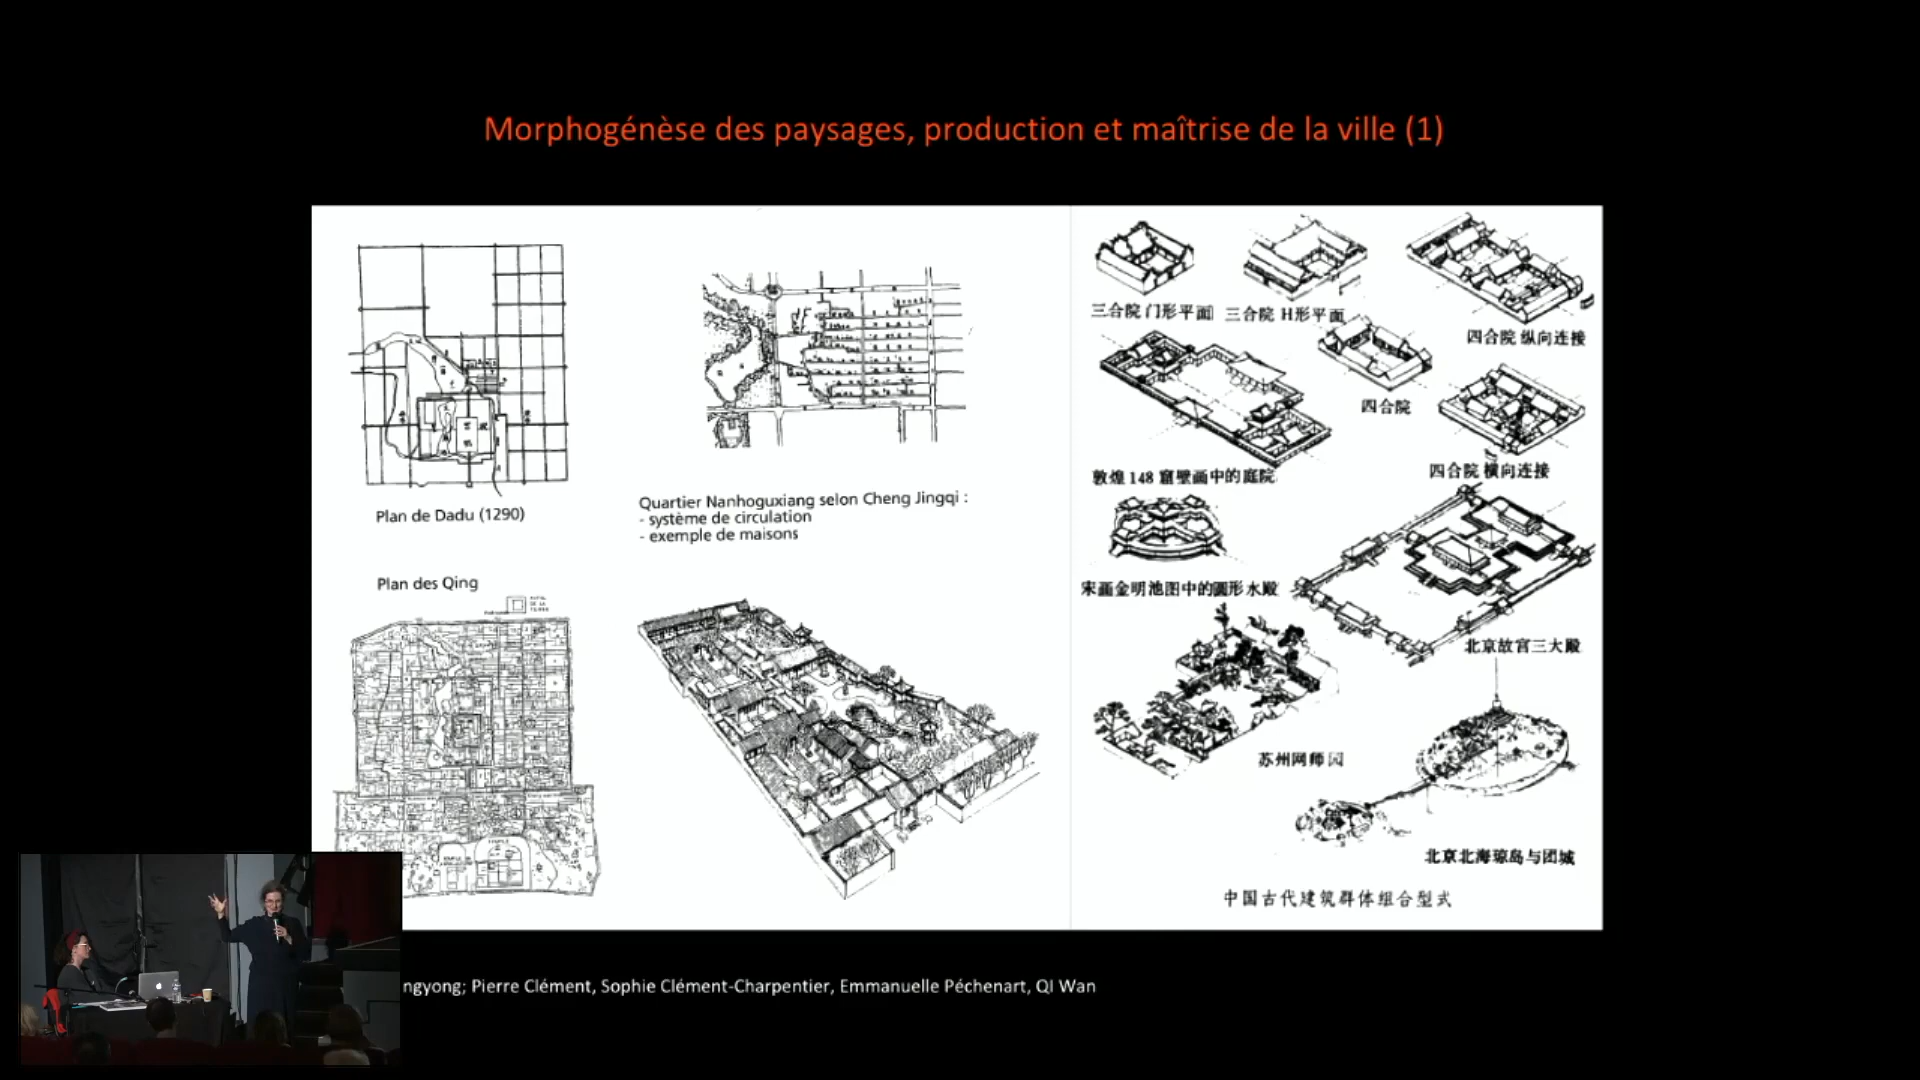 Morphogénèse des paysages, production et maîtrise de la ville (1)
Plan de Dadu (1290)
Quartier Nanhoguxiang selon Cheng Jingqi :
- système de circulation
- exemple de maisons
Plan des Qing
三合院 门形平面
三合院 H形平面
四合院 纵向连接
四合院
敦煌 148 窟壁画中的庭院
四合院 横向连接
宋画金明池图中的圆形水殿
北京故宫三大殿
苏州网师园
北京北海琼岛与团城
中国古代建筑群体组合型式
ngyong; Pierre Clément, Sophie Clément-Charpentier, Emmanuelle Péchenart, QI Wan